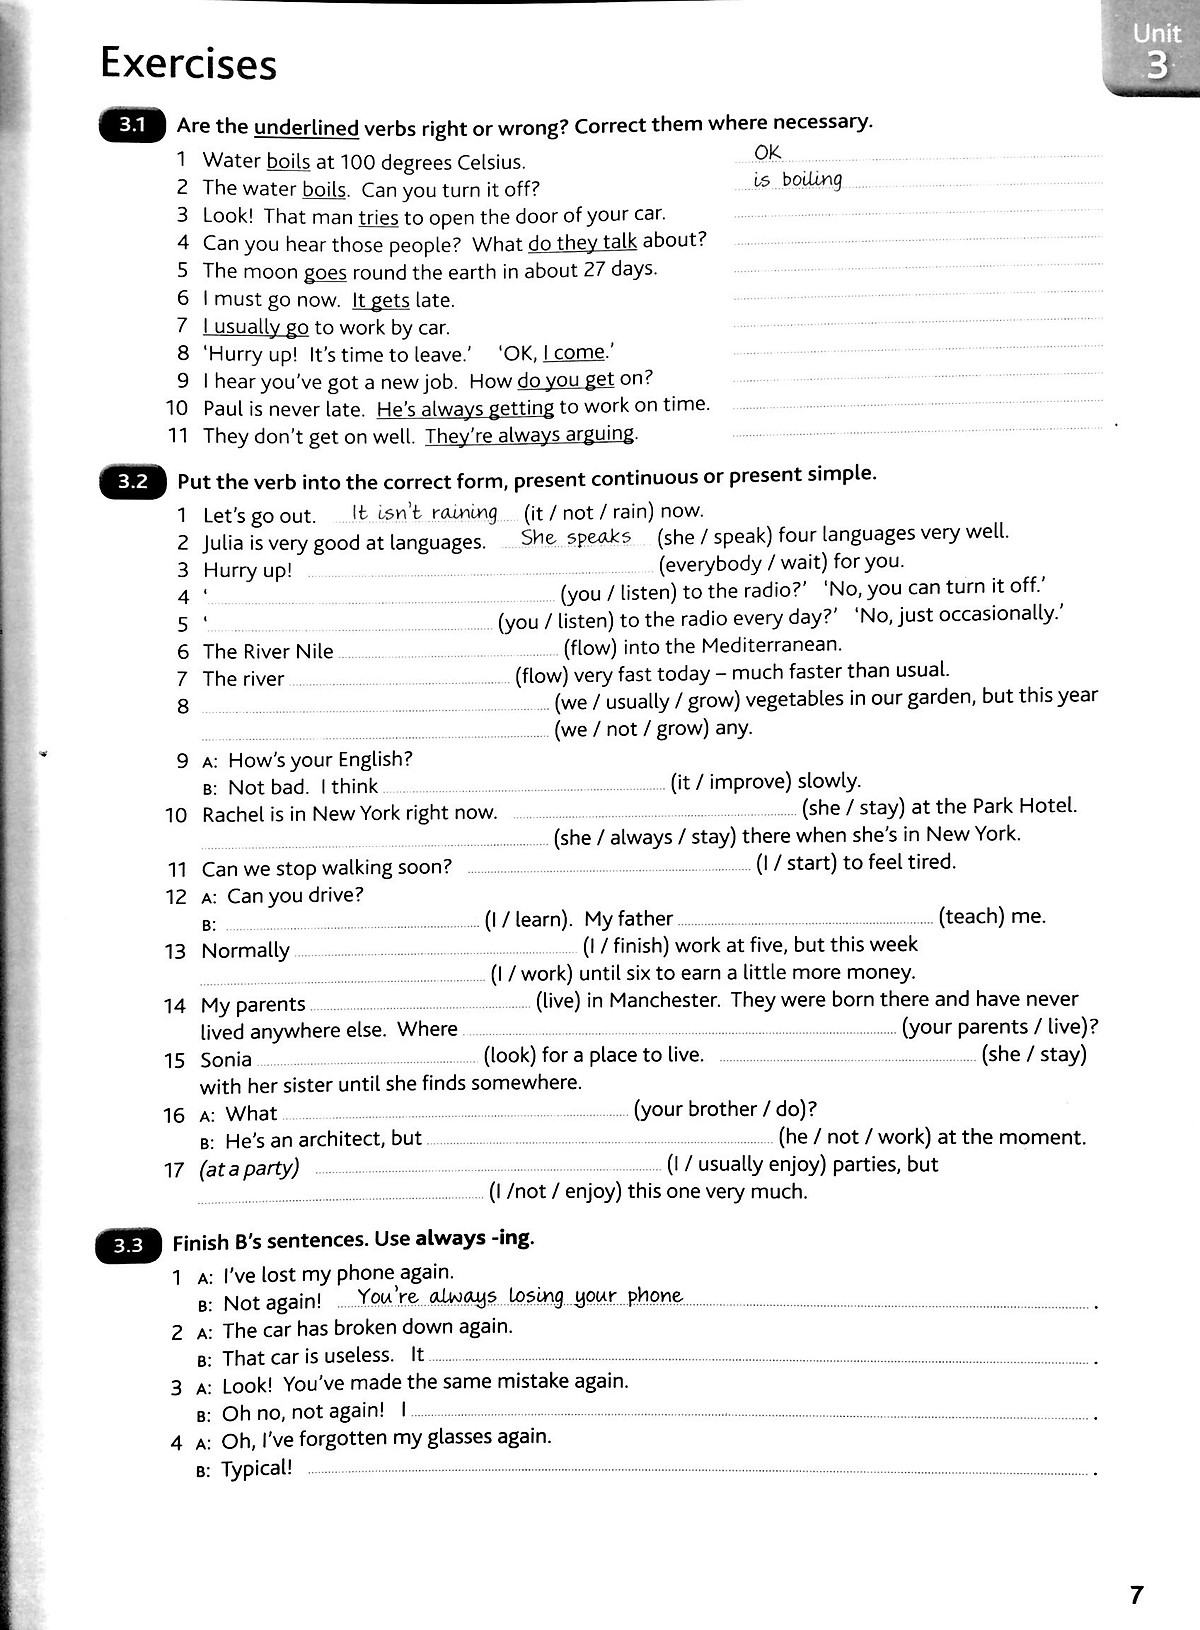 Unit
3
Exercises
3.1 Are the underlined verbs right or wrong? Correct them where necessary.
1 Water boils at 100 degrees Celsius. OK
2 The water boils. Can you turn it off? is boiling
3 Look! That man tries to open the door of your car.
4 Can you hear those people? What do they talk about?
5 The moon goes round the earth in about 27 days.
6 I must go now. It gets late.
7 I usually go to work by car.
8 ‘Hurry up! It’s time to leave.’ ‘OK, I come.’
9 I hear you’ve got a new job. How do you get on?
10 Paul is never late. He’s always getting to work on time.
11 They don’t get on well. They’re always arguing.
3.2 Put the verb into the correct form, present continuous or present simple.
1 Let’s go out. It isn’t raining (it / not / rain) now.
2 Julia is very good at languages. She speaks (she / speak) four languages very well.
3 Hurry up! (everybody / wait) for you.
4 ‘ (you / listen) to the radio?’ ‘No, you can turn it off.’
5 ‘ (you / listen) to the radio every day?’ ‘No, just occasionally.’
6 The River Nile (flow) into the Mediterranean.
7 The river (flow) very fast today – much faster than usual.
8 (we / usually / grow) vegetables in our garden, but this year
(we / not / grow) any.
9 A: How’s your English?
B: Not bad. I think (it / improve) slowly.
10 Rachel is in New York right now. (she / stay) at the Park Hotel.
(she / always / stay) there when she’s in New York.
11 Can we stop walking soon? (I / start) to feel tired.
12 A: Can you drive?
B: (I / learn). My father (teach) me.
13 Normally (I / finish) work at five, but this week
(I / work) until six to earn a little more money.
14 My parents (live) in Manchester. They were born there and have never
lived anywhere else. Where (your parents / live)?
15 Sonia (look) for a place to live. (she / stay)
with her sister until she finds somewhere.
16 A: What (your brother / do)?
B: He’s an architect, but (he / not / work) at the moment.
17 (at a party) (I / usually enjoy) parties, but
(I /not / enjoy) this one very much.
3.3 Finish B’s sentences. Use always -ing.
1 A: I’ve lost my phone again.
B: Not again! You’re always losing your phone .
2 A: The car has broken down again.
B: That car is useless. It .
3 A: Look! You’ve made the same mistake again.
B: Oh no, not again! I .
4 A: Oh, I’ve forgotten my glasses again.
B: Typical! .
7